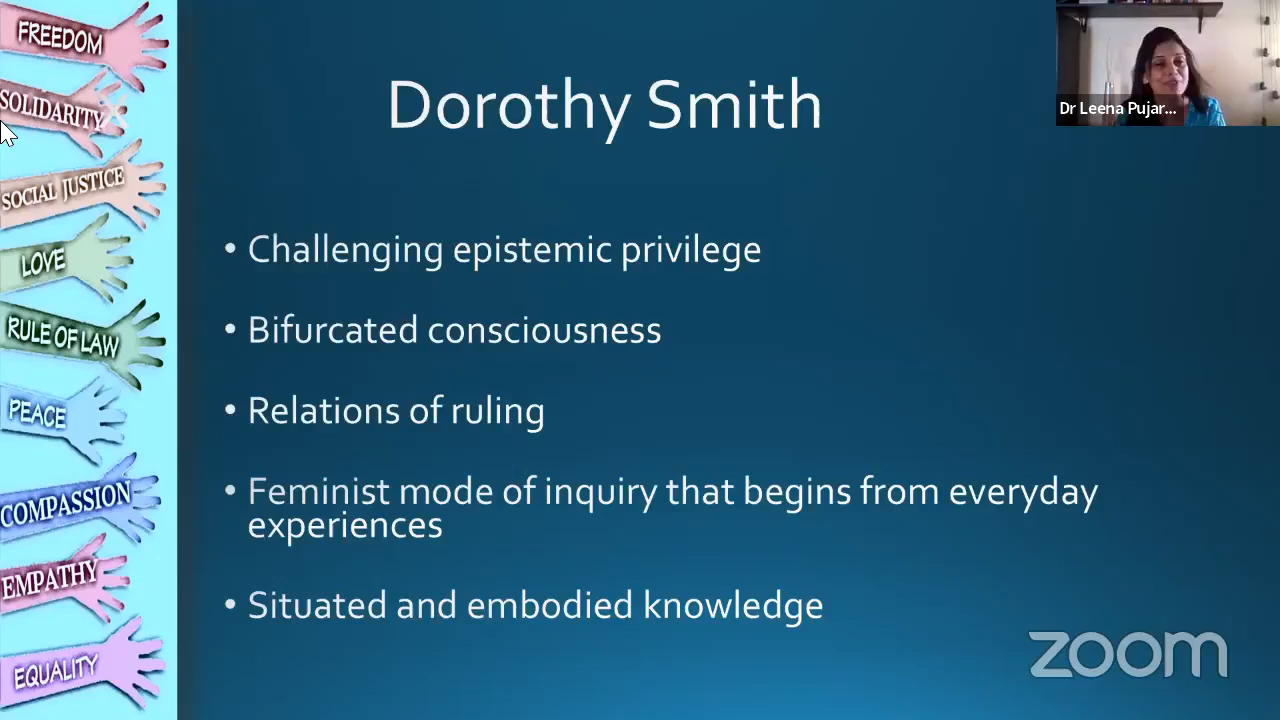 FREEDOM
SOLIDARITY
SOCIAL JUSTICE
LOVE
RULE OF LAW
PEACE
COMPASSION
EMPATHY
EQUALITY
Dorothy Smith
Dr Leena Pujar...
• Challenging epistemic privilege
• Bifurcated consciousness
• Relations of ruling
• Feminist mode of inquiry that begins from everyday
experiences
• Situated and embodied knowledge
zoom